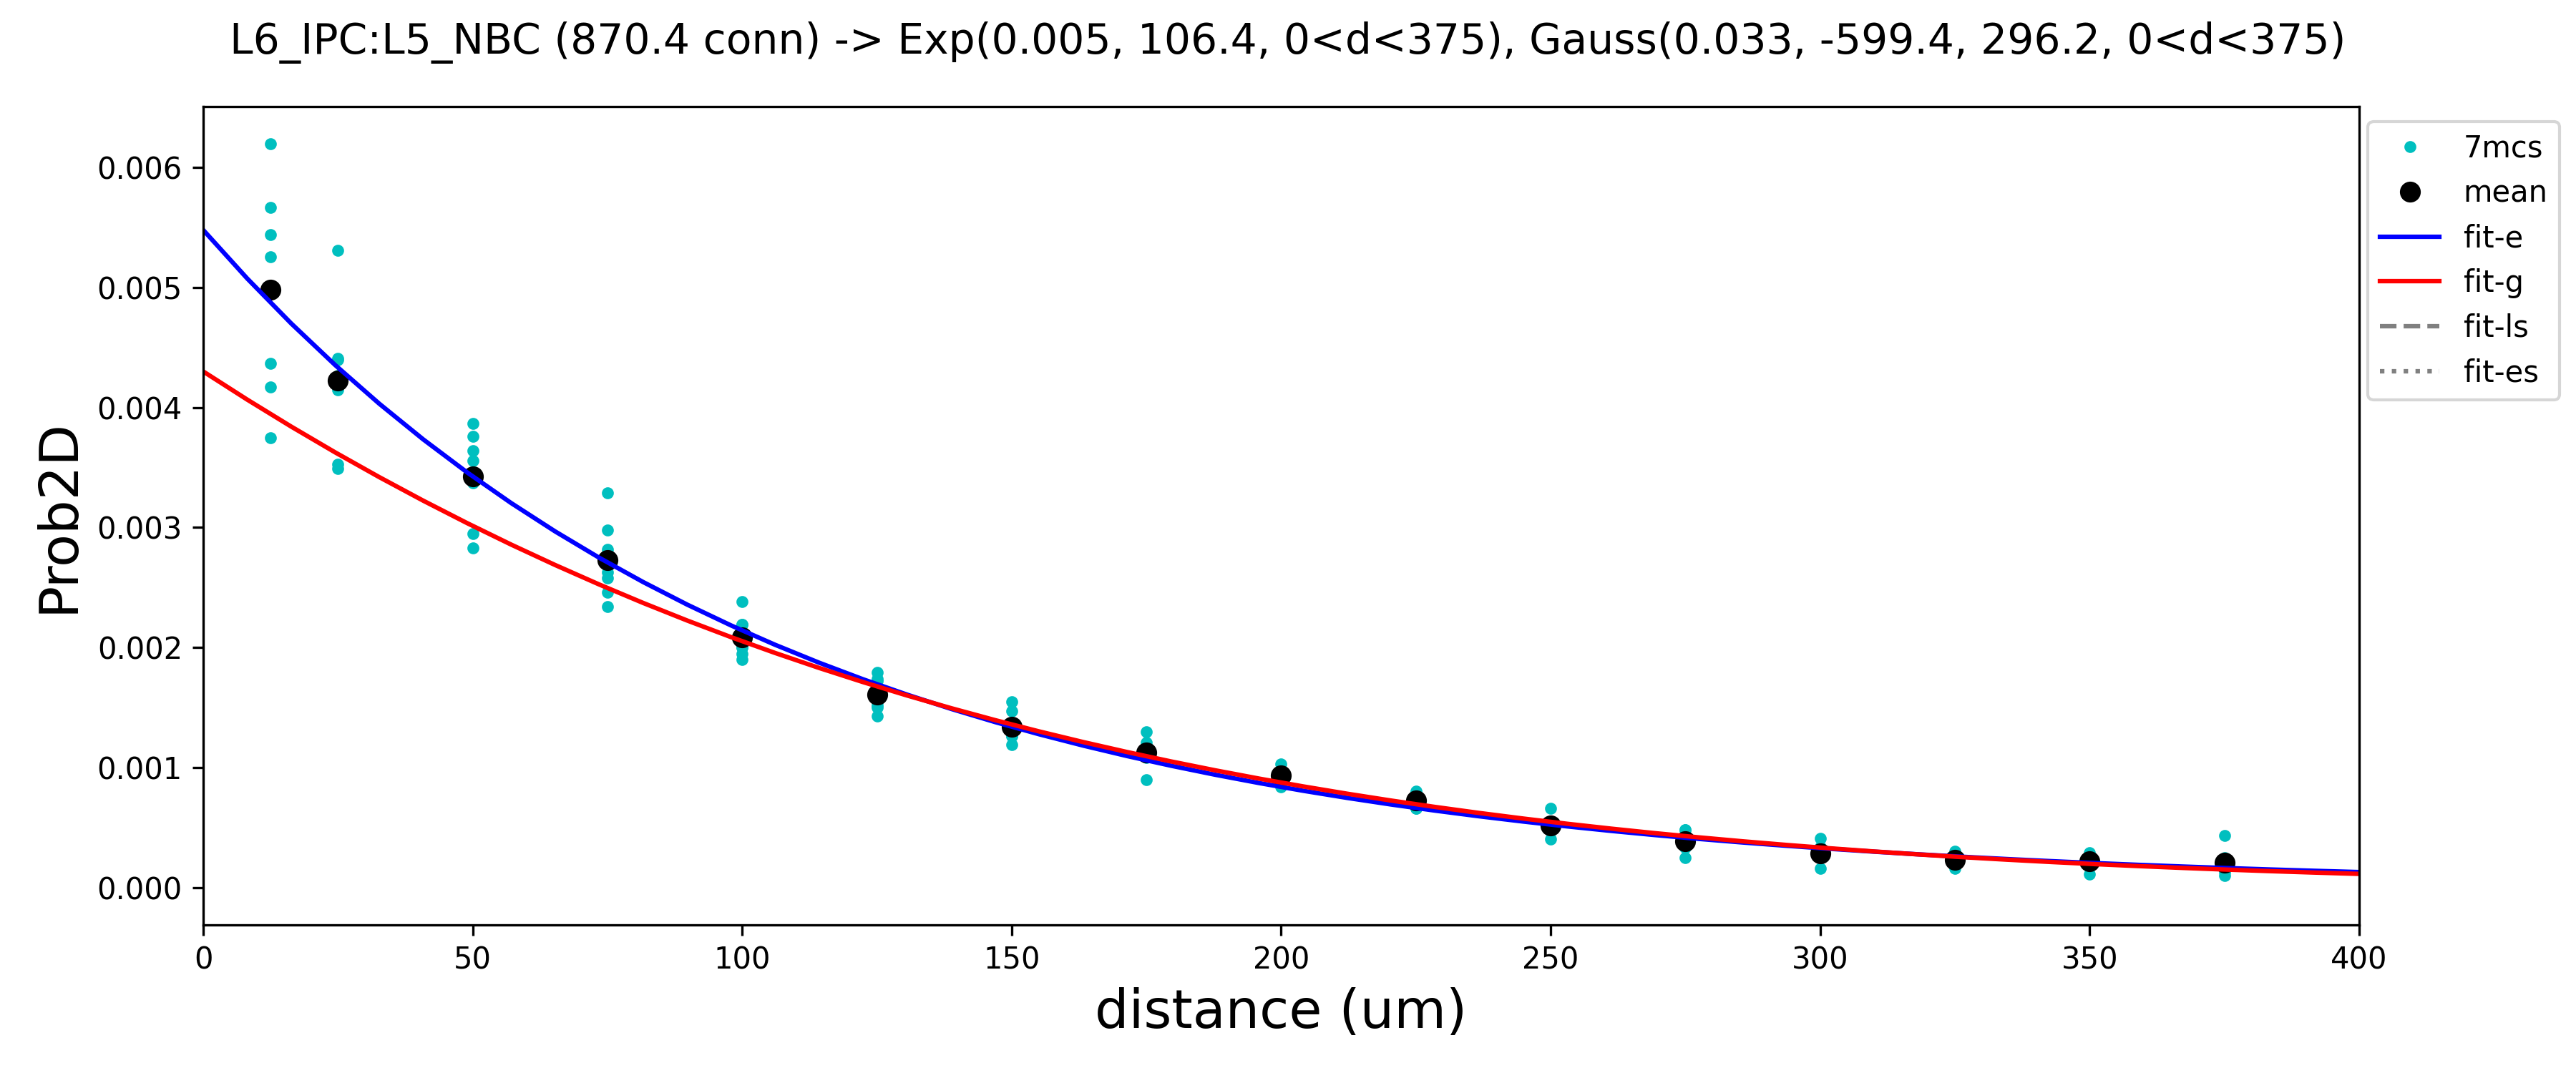 L6_IPC:L5_NBC (870.4 conn) -> Exp(0.005, 106.4, 0<d<375), Gauss(0.033, -599.4, 296.2, 0<d<375)
0.006
0.005
0.004
0.003
0.002
0.001
0.000
Prob2D
0 50 100 150 200 250 300 350 400
distance (um)
7mcs
mean
fit-e
fit-g
fit-ls
fit-es